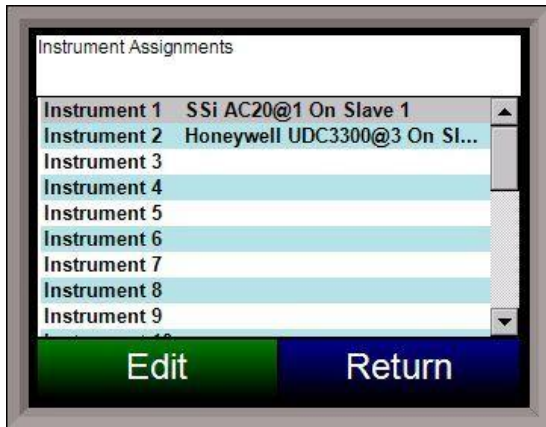 Instrument Assignments
Instrument 1 SSi AC20@1 On Slave 1
Instrument 2 Honeywell UDC3300@3 On Sl...
Instrument 3
Instrument 4
Instrument 5
Instrument 6
Instrument 7
Instrument 8
Instrument 9
Edit Return